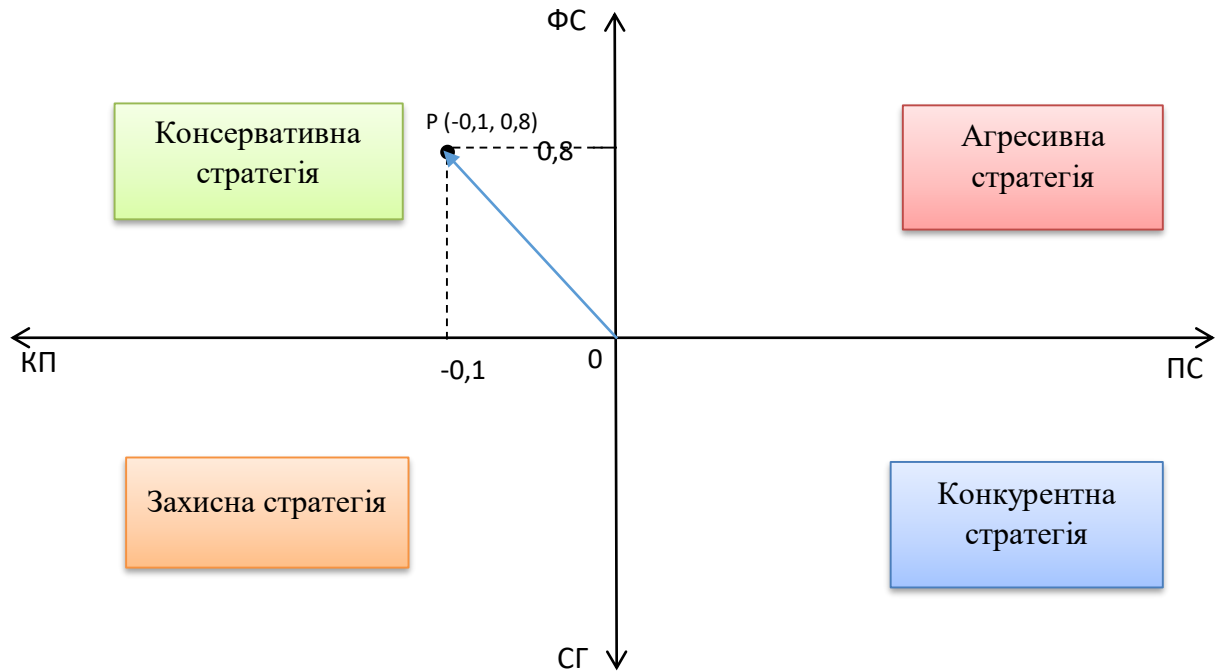 ФС
Консервативна
стратегія
P (-0,1, 0,8)
0,8
Агресивна
стратегія
КП
-0,1
0
ПС
Захисна стратегія
Конкурентна
стратегія
СГ